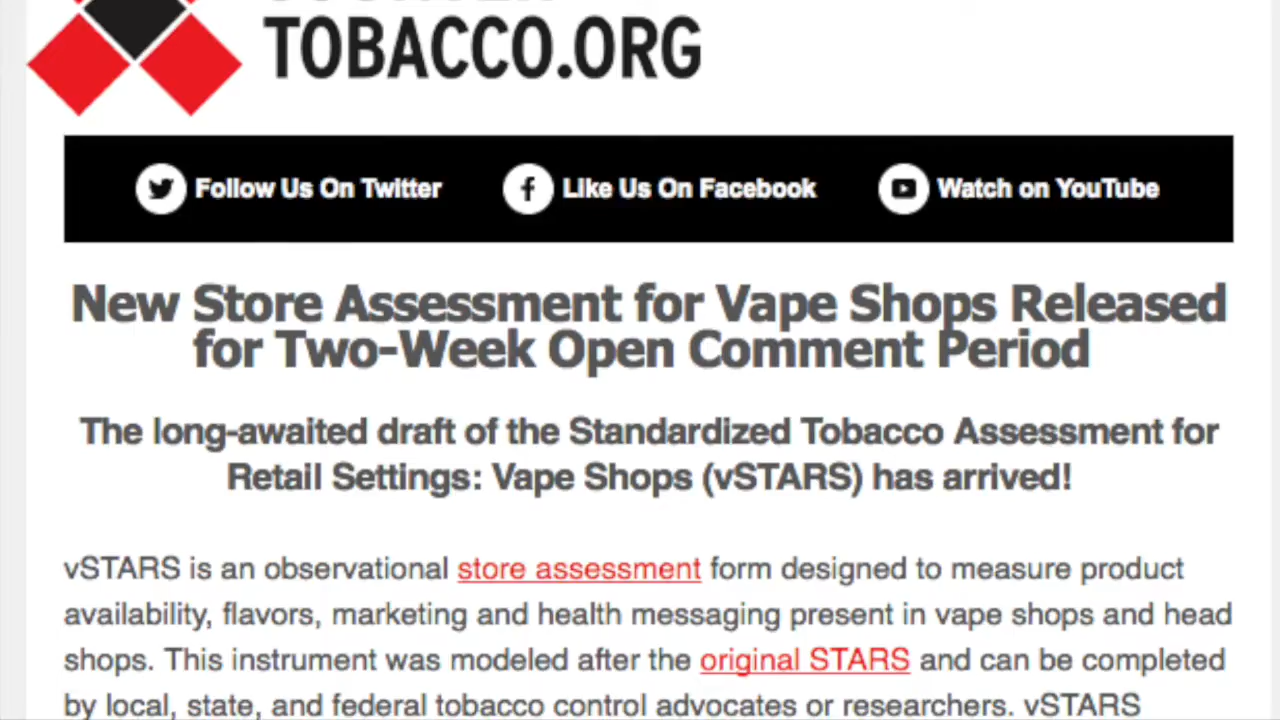 TOBACCO.ORG
Follow Us On Twitter Like Us On Facebook Watch on YouTube
New Store Assessment for Vape Shops Released
for Two-Week Open Comment Period
The long-awaited draft of the Standardized Tobacco Assessment for
Retail Settings: Vape Shops (vSTARS) has arrived!
vSTARS is an observational store assessment form designed to measure product
availability, flavors, marketing and health messaging present in vape shops and head
shops. This instrument was modeled after the original STARS and can be completed
by local, state, and federal tobacco control advocates or researchers. vSTARS